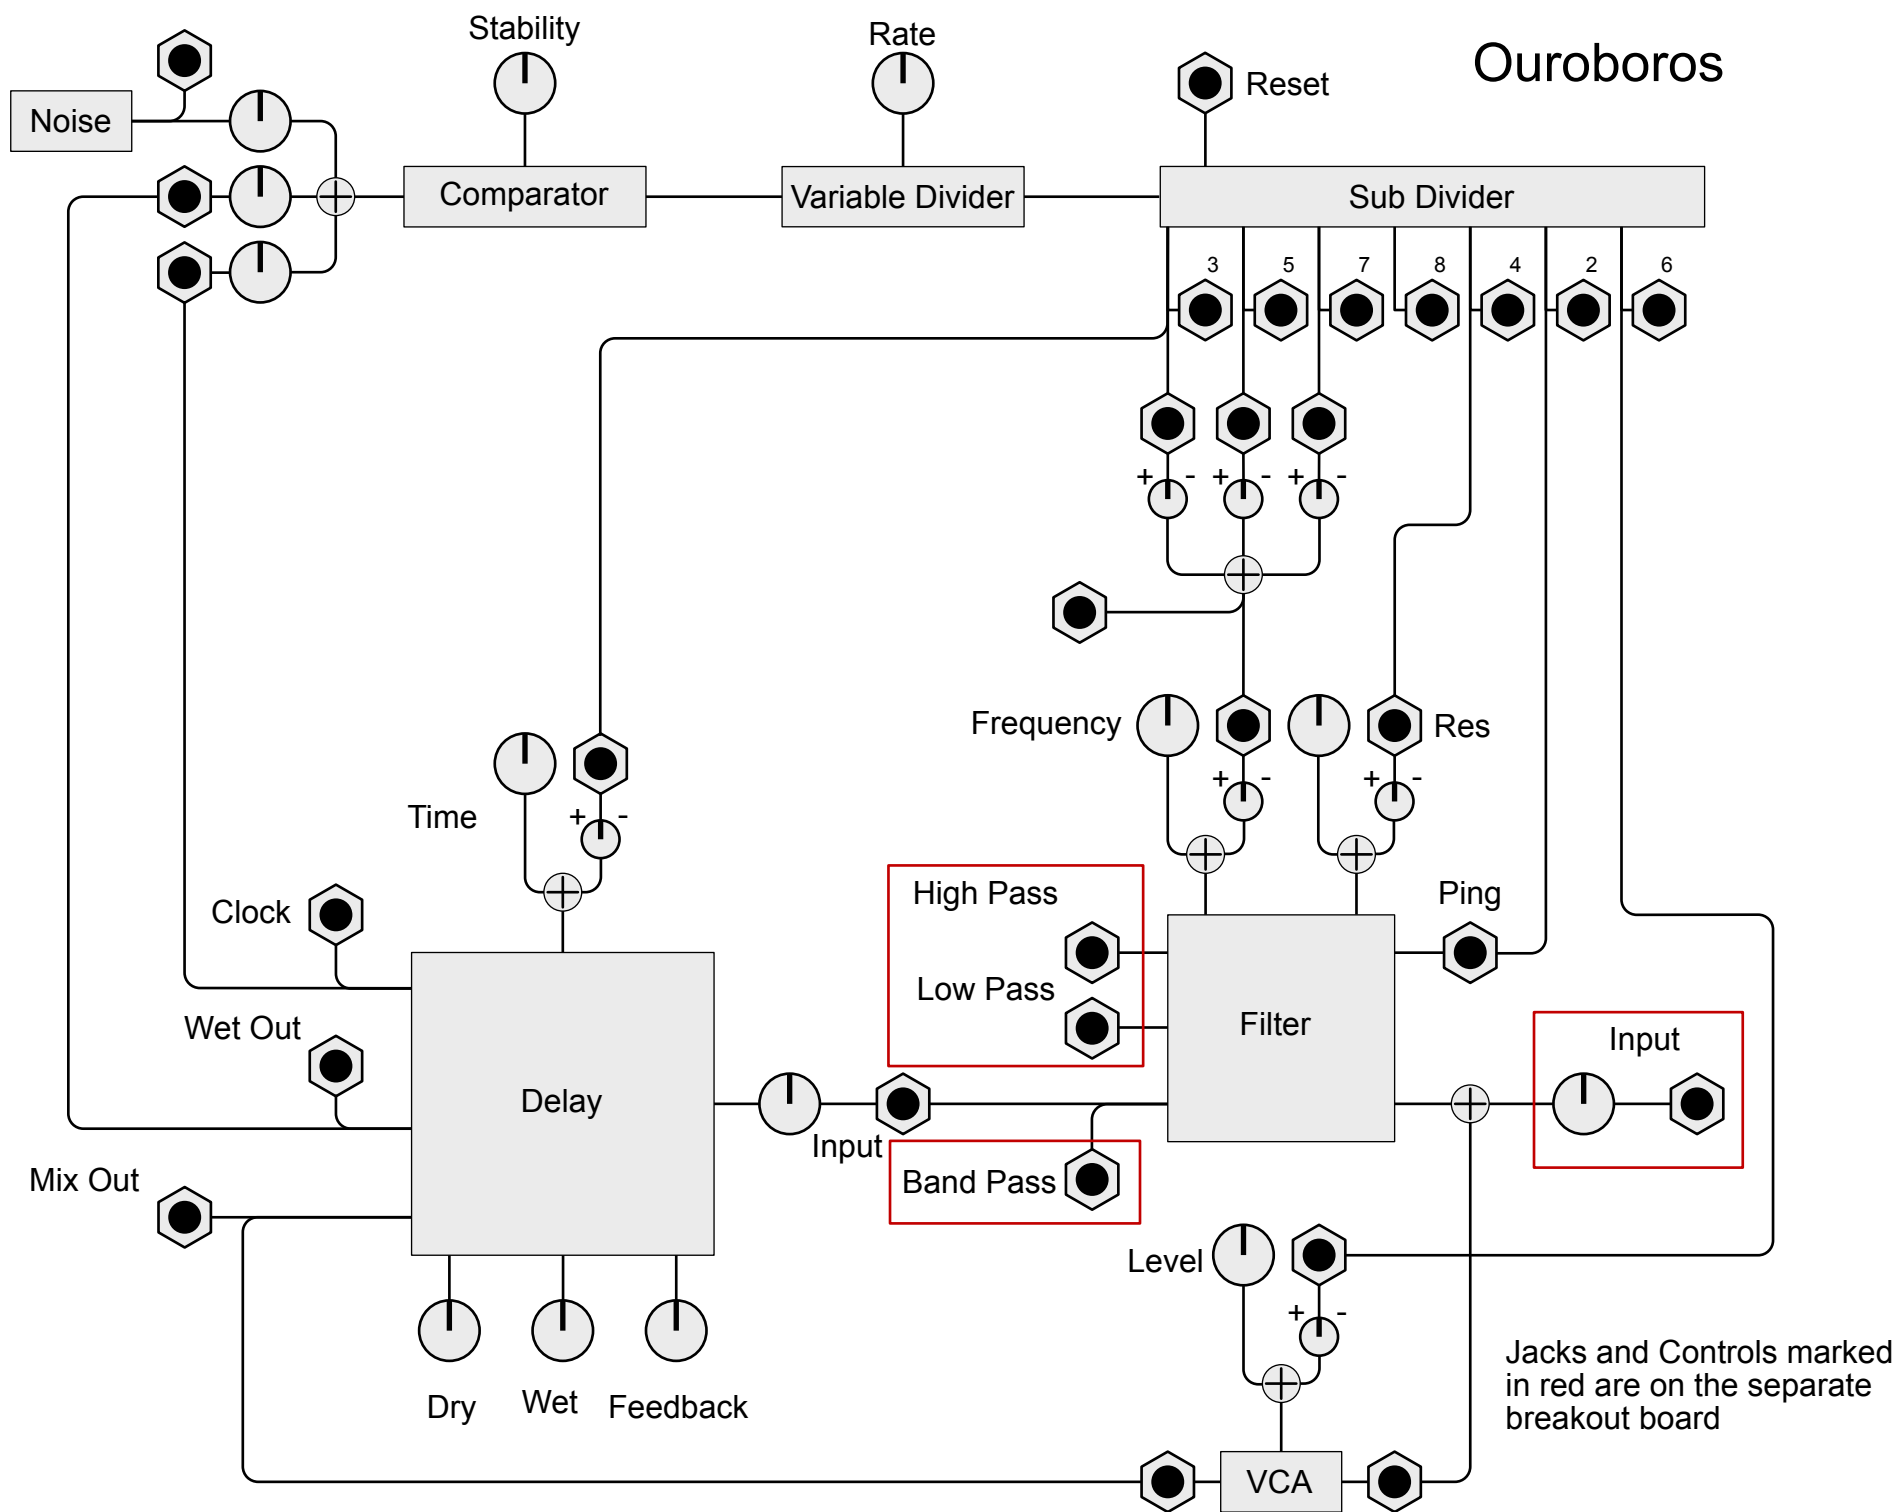 Stability
Rate
Ouroboros
Reset
Noise
Comparator
Variable Divider
Sub Divider
3
5
7
8
4
2
6
+ - + - + -
Frequency
Res
+ -
+ -
Time
+ -
High Pass
Ping
Clock
Low Pass
Wet Out
Filter
Input
Delay
Input
Band Pass
Mix Out
Level
+ -
Jacks and Controls marked
in red are on the separate
breakout board
Dry
Wet
Feedback
VCA